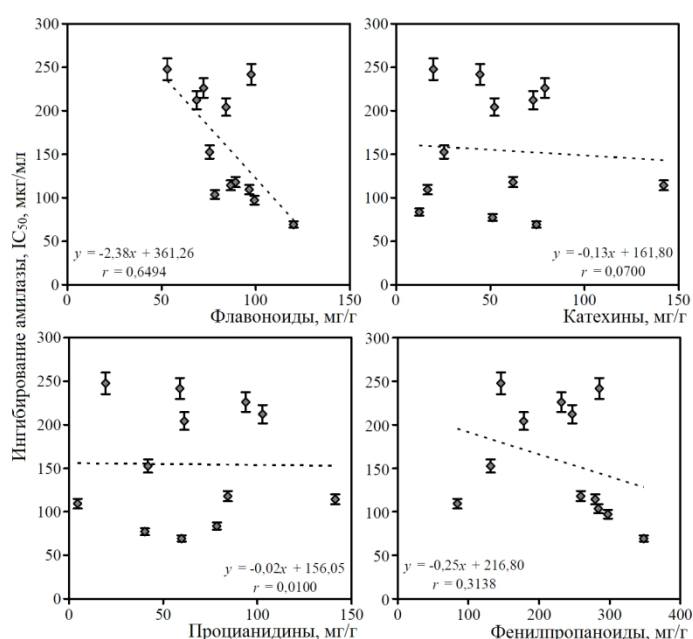 Ингибирование амилазы, IC₅₀, мкг/мл
300
250
200
150
100
50
0
y = -2,38x + 361,26
r = 0,6494
0 50 100 150
Флавоноиды, мг/г
300
250
200
150
100
50
0
y = -0,13x + 161,80
r = 0,0700
0 50 100 150
Катехины, мг/г
300
250
200
150
100
50
0
y = -0,02x + 156,05
r = 0,0100
0 50 100 150
Процианидины, мг/г
300
250
200
150
100
50
0
y = -0,25x + 216,80
r = 0,3138
0 100 200 300 400
Фенилпропаноиды, мг/г